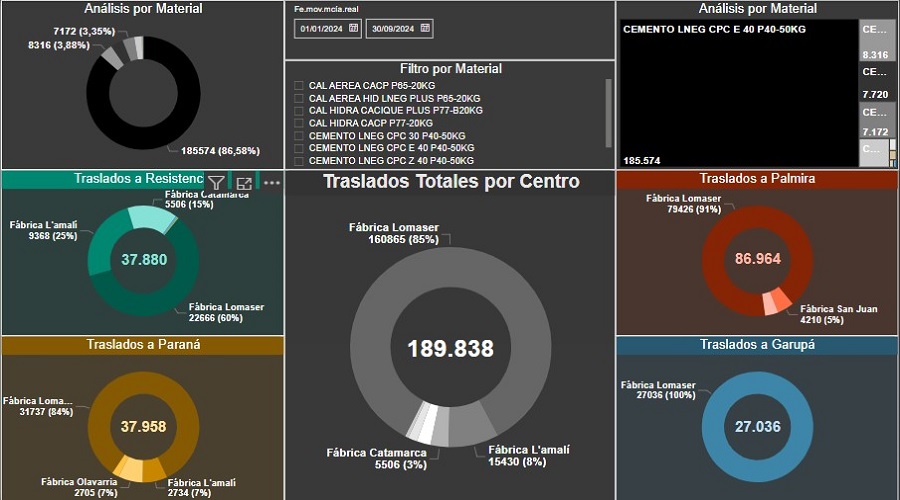 Análisis por Material
7172 (3,35%)
8316 (3,88%)
185574 (86,58%)
Fe.mov.mcía.real
01/01/2024
30/09/2024
Filtro por Material
CAL AEREA CACP P65-20KG
CAL AEREA HID LNEG PLUS P65-20KG
CAL HIDRA CACIQUE PLUS P77-B20KG
CAL HIDRA CACP P77-20KG
CEMENTO LNEG CPC 30 P40-50KG
CEMENTO LNEG CPC E 40 P40-50KG
CEMENTO LNEG CPC Z 40 P40-50KG
Análisis por Material
CEMENTO LNEG CPC E 40 P40-50KG
185.574
CE...
8.316
CE...
7.720
CE...
7.172
C...
Traslados a Resistenc
Fábrica Catamarca
5506 (15%)
Fábrica L'amalí
9368 (25%)
37.880
Fábrica Lomaser
22666 (60%)
Traslados Totales por Centro
Fábrica Lomaser
160865 (85%)
189.838
Fábrica Catamarca
5506 (3%)
Fábrica L'amalí
15430 (8%)
Traslados a Palmira
Fábrica Lomaser
79426 (91%)
86.964
Fábrica San Juan
4210 (5%)
Traslados a Paraná
Fábrica Loma...
31737 (84%)
37.958
Fábrica Olavarria
2705 (7%)
Fábrica L'amalí
2734 (7%)
Traslados a Garupá
Fábrica Lomaser
27036 (100%)
27.036